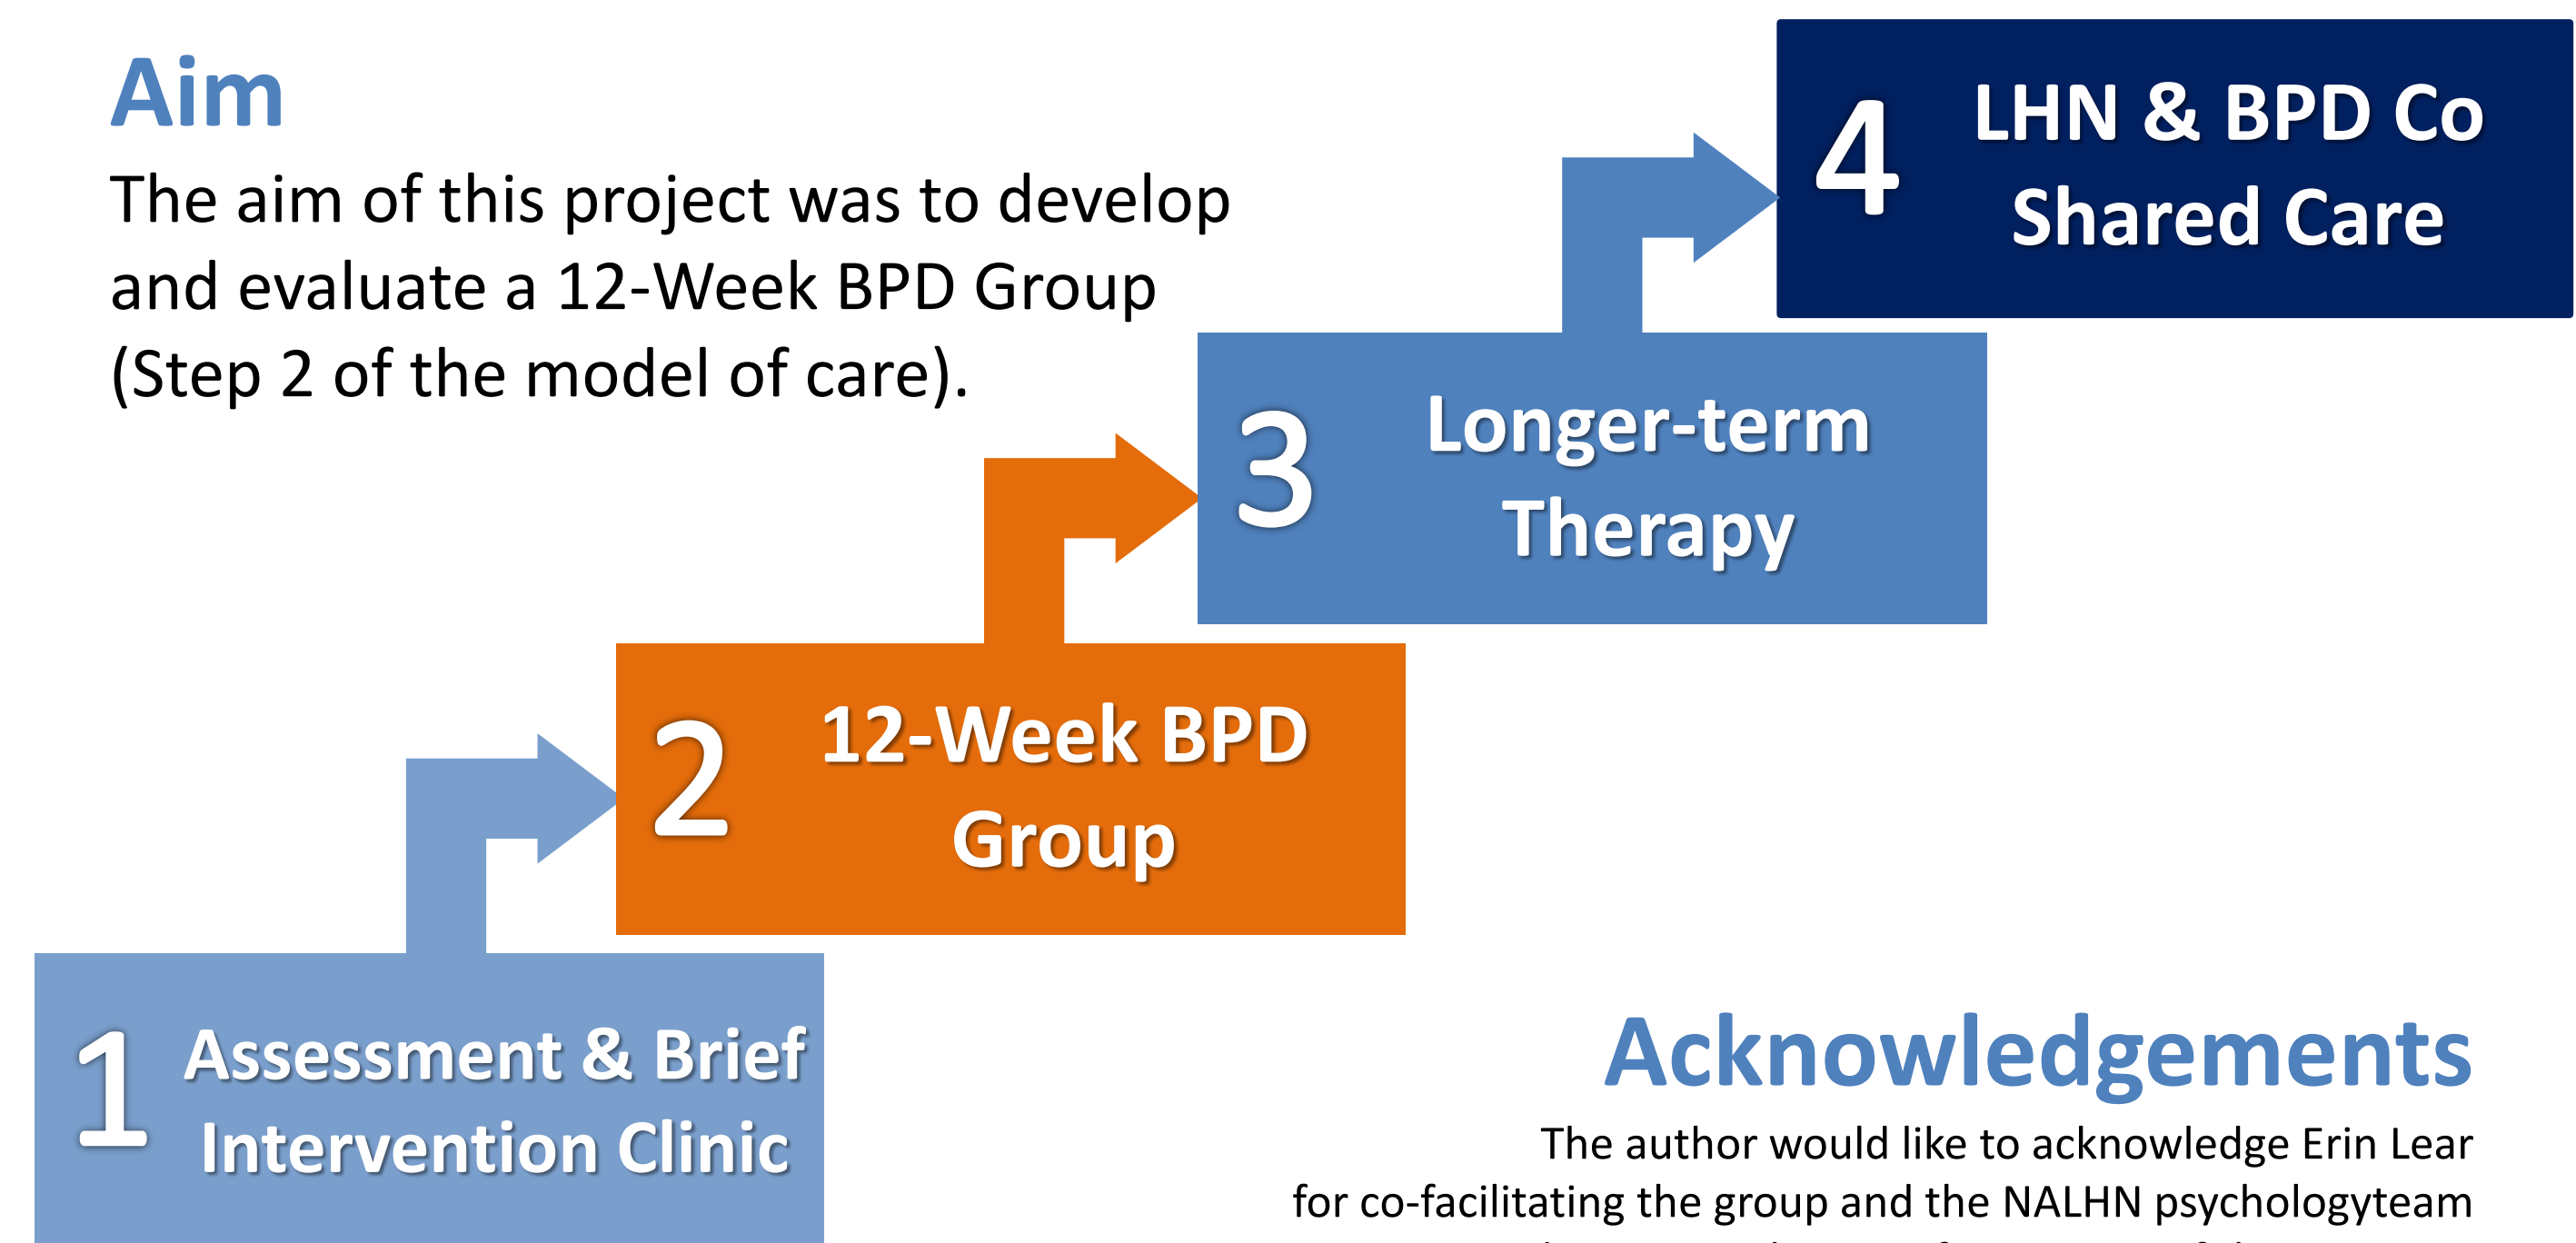 Aim
The aim of this project was to develop
and evaluate a 12-Week BPD Group
(Step 2 of the model of care).
4
LHN & BPD Co
Shared Care
3
Longer-term
Therapy
2
12-Week BPD
Group
1
Assessment & Brief
Intervention Clinic
Acknowledgements
The author would like to acknowledge Erin Lear
for co-facilitating the group and the NALHN psychologyteam